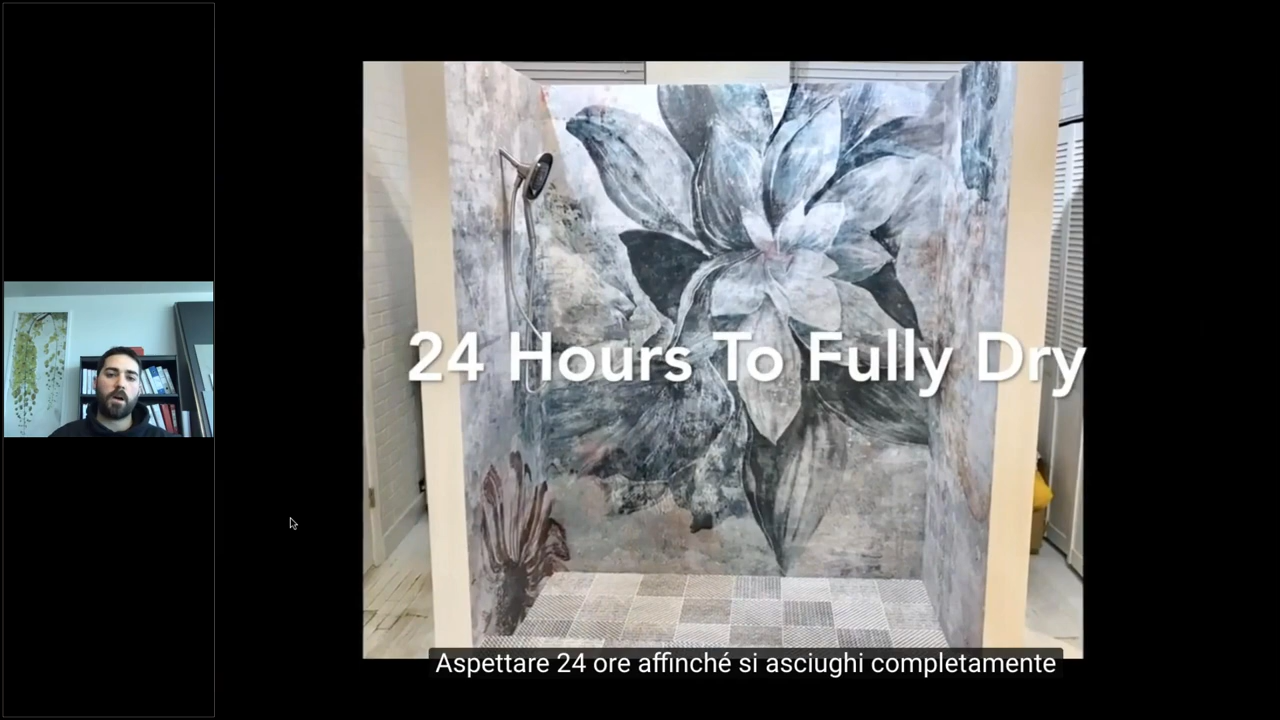 24 Hours To Fully Dry
Aspettare 24 ore affinché si asciughi completamente